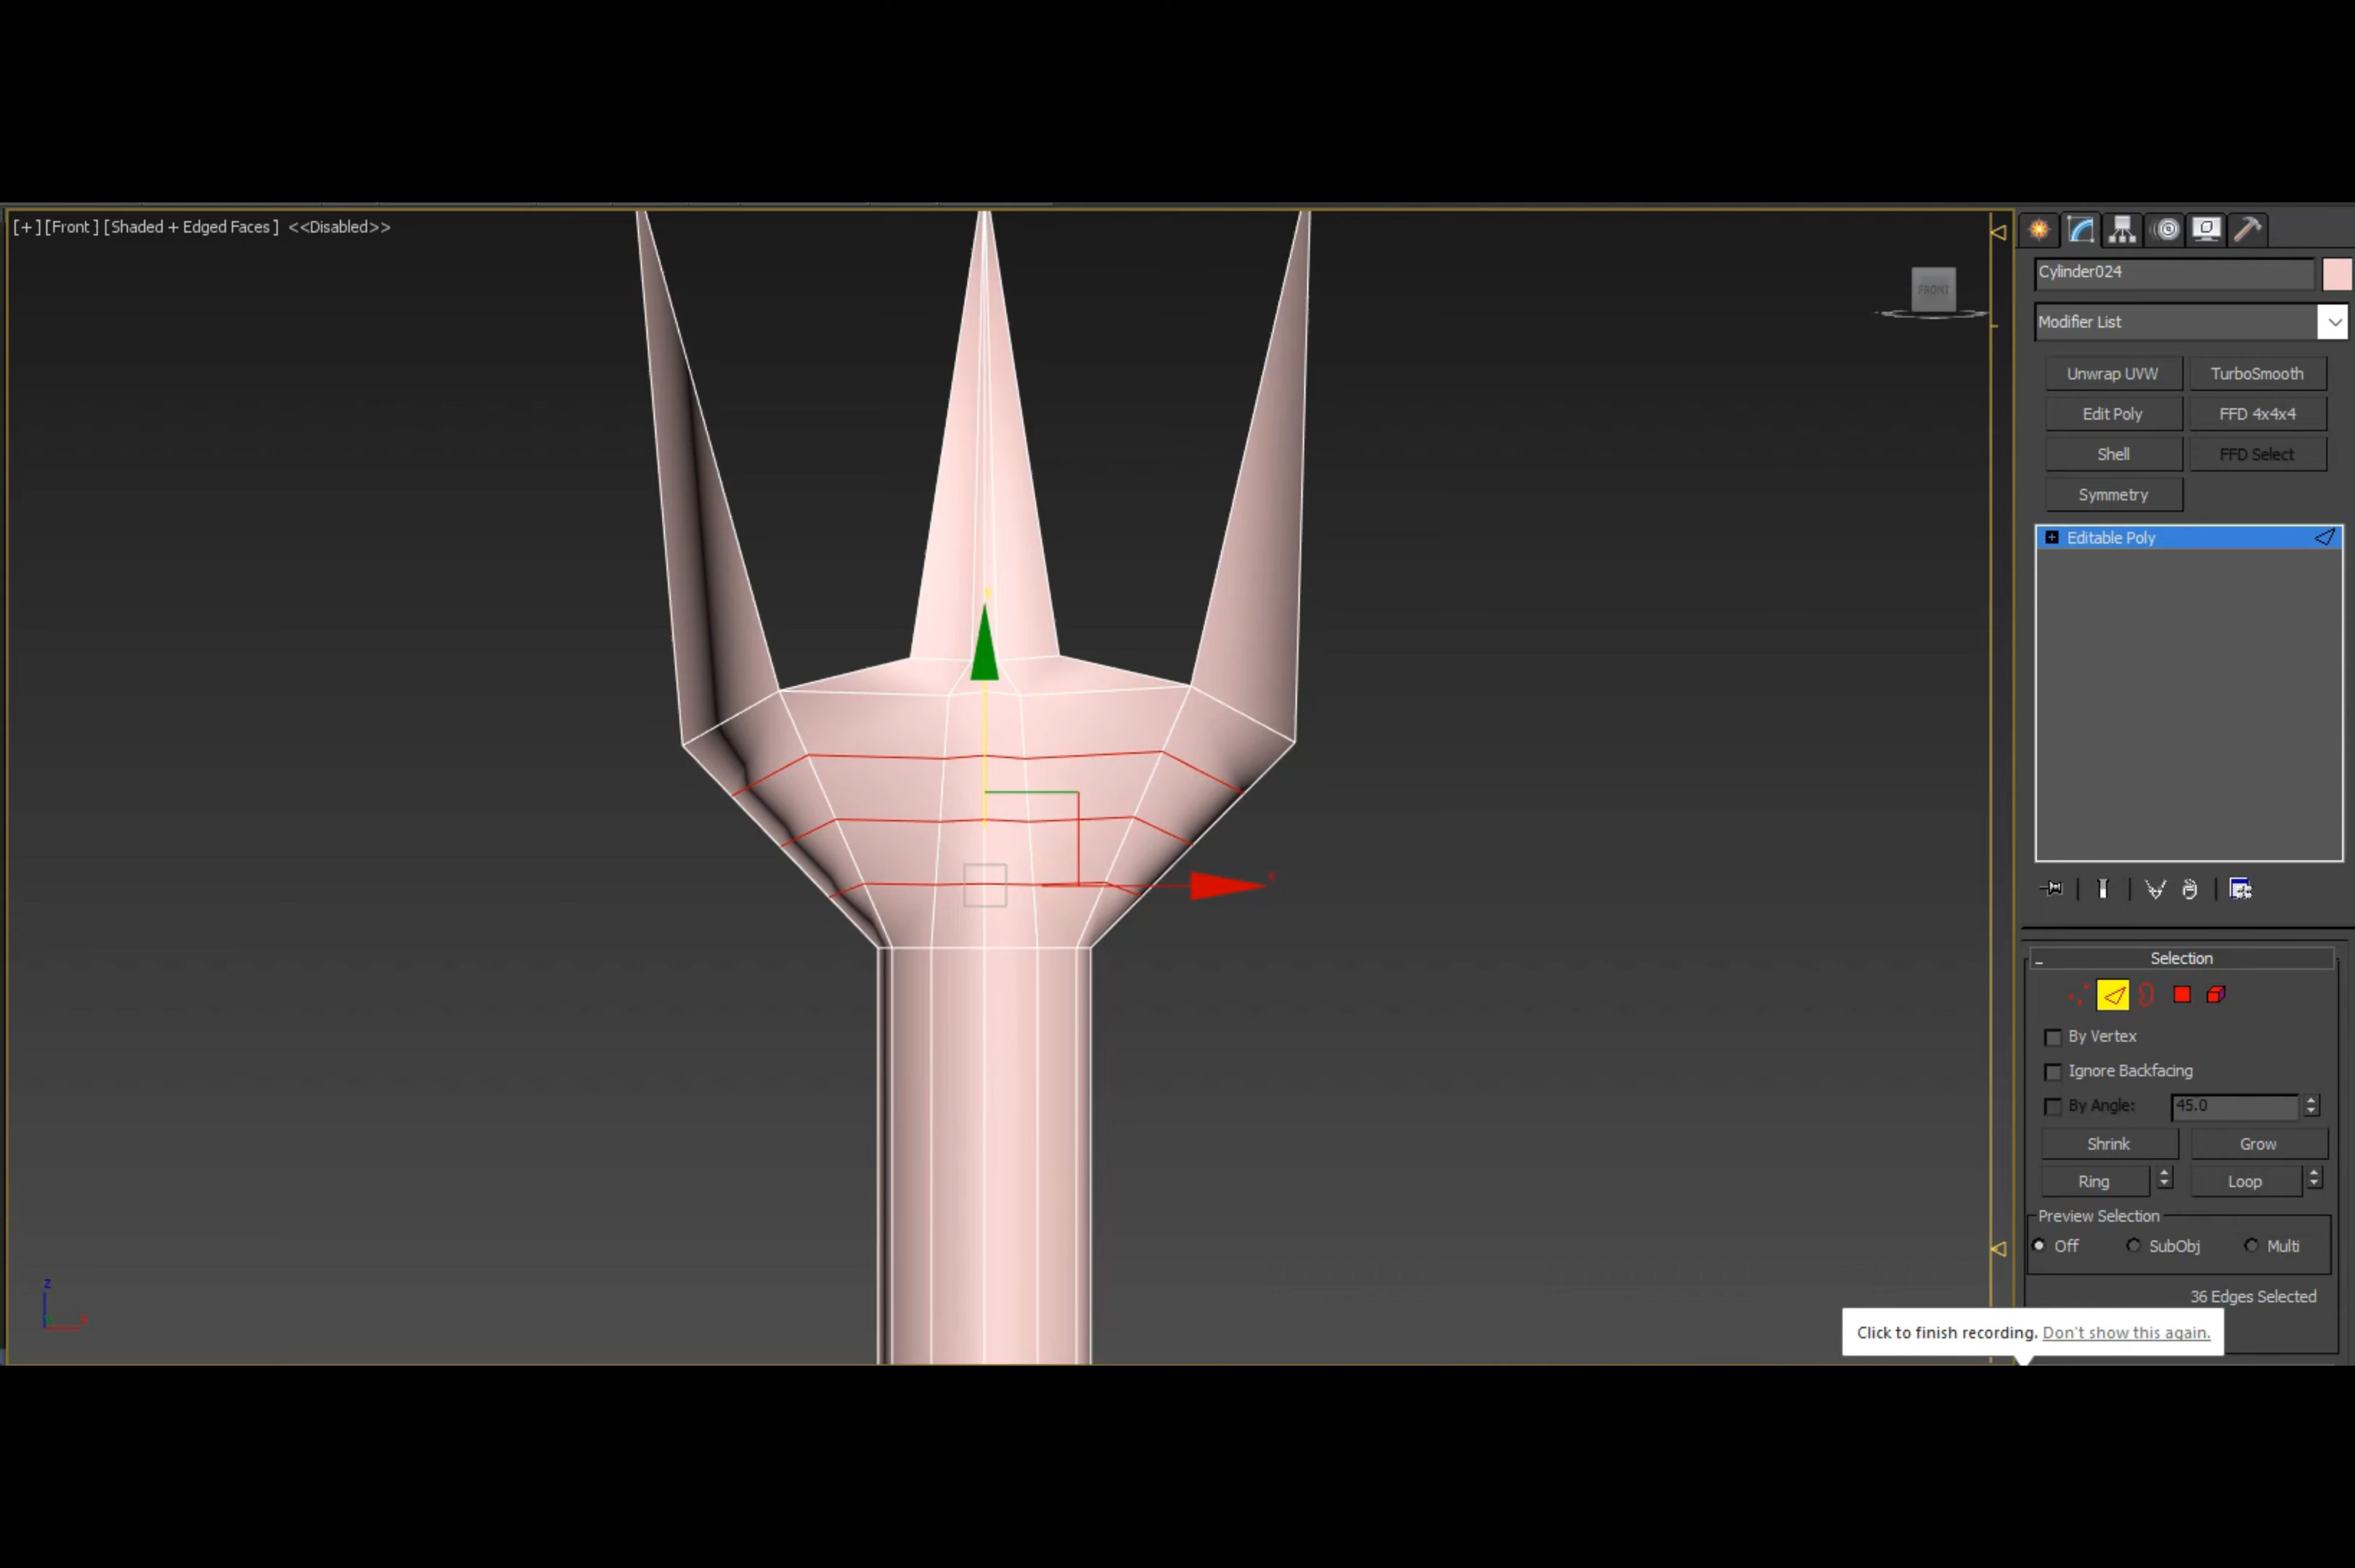 [+][Front][Shaded + Edged Faces] <<Disabled>>
FRONT
Cylinder024
Modifier List
Unwrap UVW TurboSmooth
Edit Poly FFD 4x4x4
Shell FFD Select
Symmetry
Editable Poly
Selection
By Vertex
Ignore Backfacing
By Angle: 45.0
Shrink Grow
Ring Loop
Preview Selection
Off SubObj Multi
36 Edges Selected
Click to finish recording. Don't show this again.
z
x